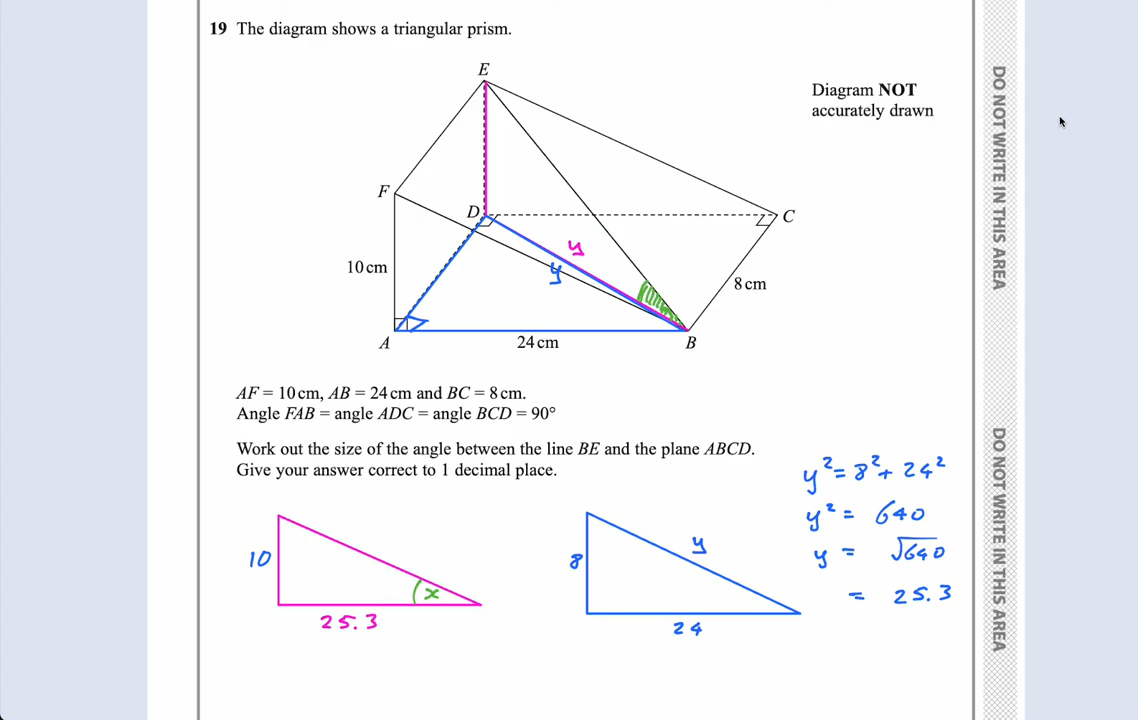 19 The diagram shows a triangular prism.
E
Diagram NOT
accurately drawn
F
D
C
y
y
10 cm
8 cm
A
24 cm
B
AF = 10 cm, AB = 24 cm and BC = 8 cm.
Angle FAB = angle ADC = angle BCD = 90°
Work out the size of the angle between the line BE and the plane ABCD.
Give your answer correct to 1 decimal place.
y² = 8² + 24²
y² = 640
y = √640
= 25.3
10
x
25.3
8
y
24
DO NOT WRITE IN THIS AREA
DO NOT WRITE IN THIS AREA